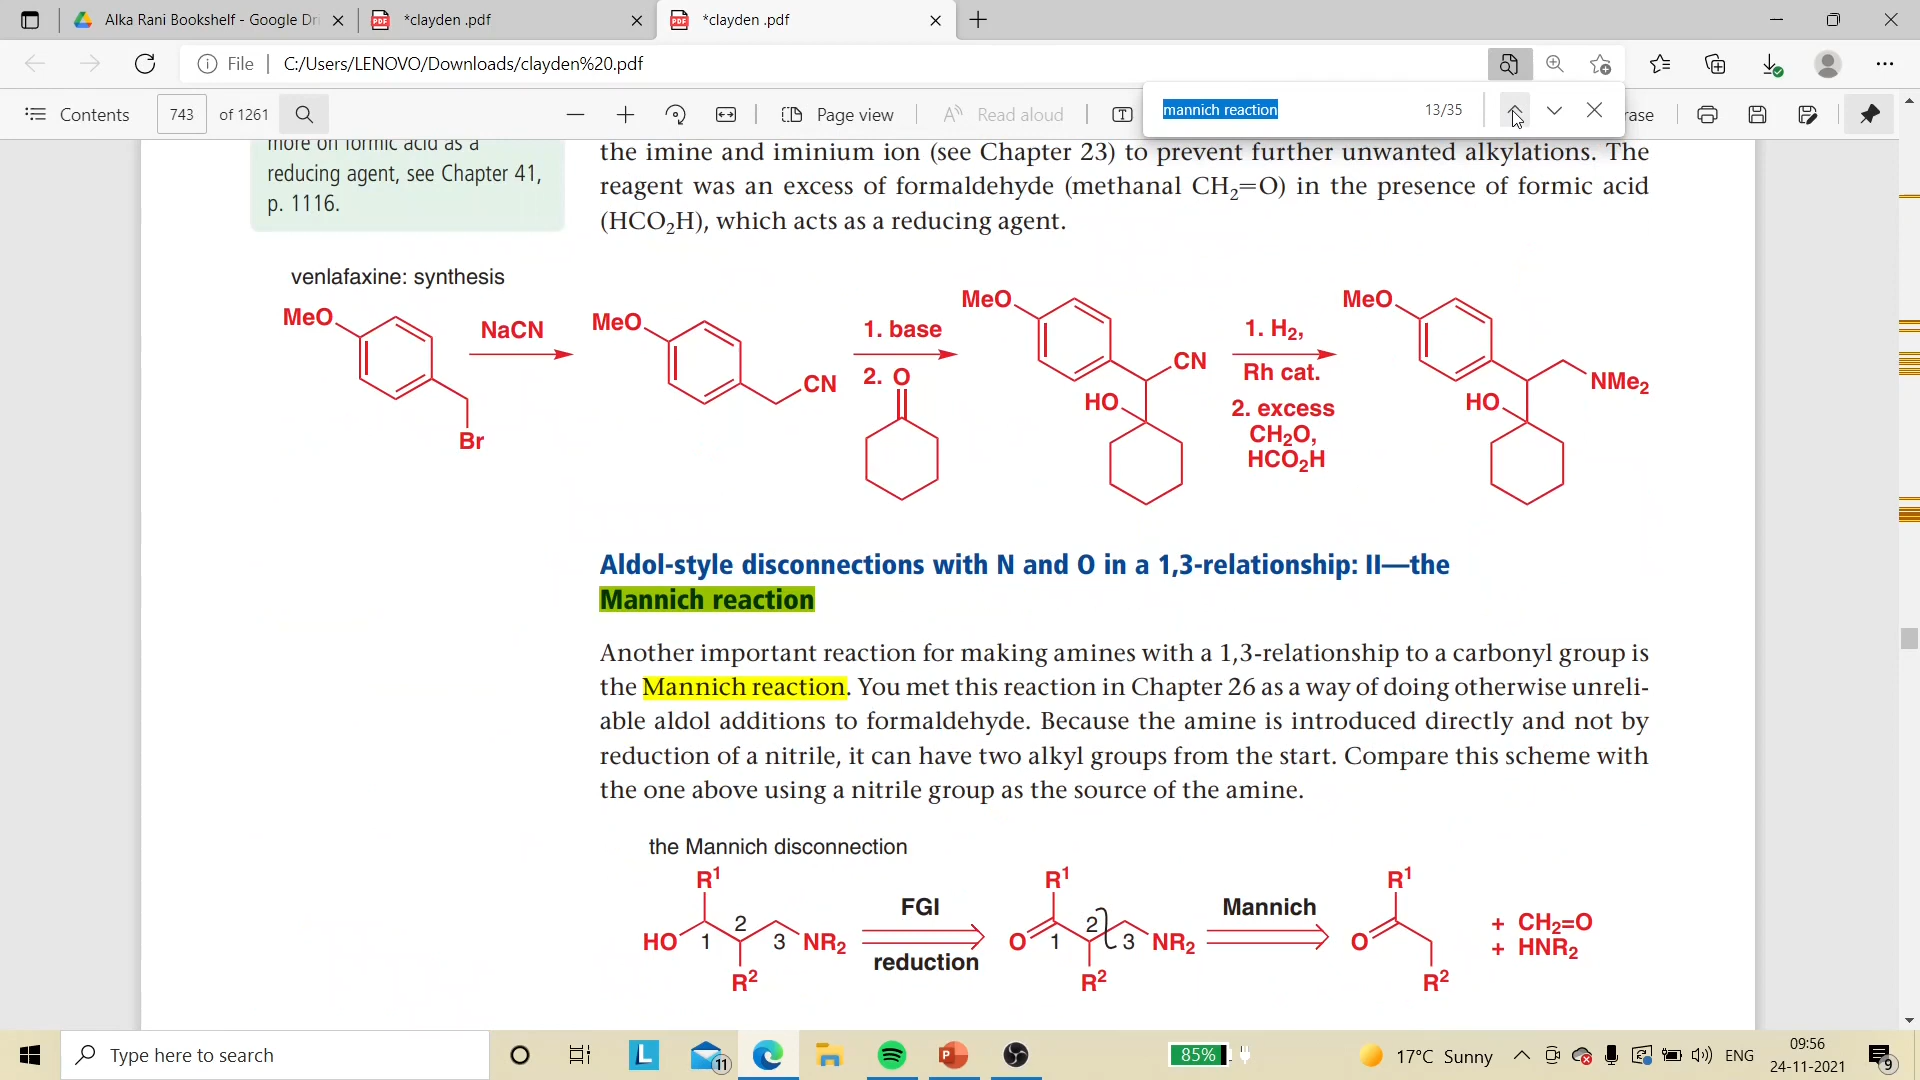 Alka Rani Bookshelf - Google Dri
*clayden .pdf
*clayden .pdf
File
C:/Users/LENOVO/Downloads/clayden%20.pdf
Contents
743
of 1261
Page view
Read aloud
rase
mannich reaction
13/35
more on formic acid as a
reducing agent, see Chapter 41,
p. 1116.
the imine and iminium ion (see Chapter 23) to prevent further unwanted alkylations. The
reagent was an excess of formaldehyde (methanal CH2=O) in the presence of formic acid
(HCO2H), which acts as a reducing agent.
venlafaxine: synthesis
MeO
Br
NaCN
MeO
CN
1. base
2. O
MeO
CN
HO
1. H2,
Rh cat.
2. excess
CH2O,
HCO2H
MeO
NMe2
HO
Aldol-style disconnections with N and O in a 1,3-relationship: II—the
Mannich reaction
Another important reaction for making amines with a 1,3-relationship to a carbonyl group is
the Mannich reaction. You met this reaction in Chapter 26 as a way of doing otherwise unreli-
able aldol additions to formaldehyde. Because the amine is introduced directly and not by
reduction of a nitrile, it can have two alkyl groups from the start. Compare this scheme with
the one above using a nitrile group as the source of the amine.
the Mannich disconnection
R1
HO 1 2 3 NR2
R2
FGI
reduction
R1
O 1 2 3 NR2
R2
Mannich
R1
O
R2
+ CH2=O
+ HNR2
Type here to search
L
11
85%
17°C Sunny
ENG
09:56
24-11-2021
9